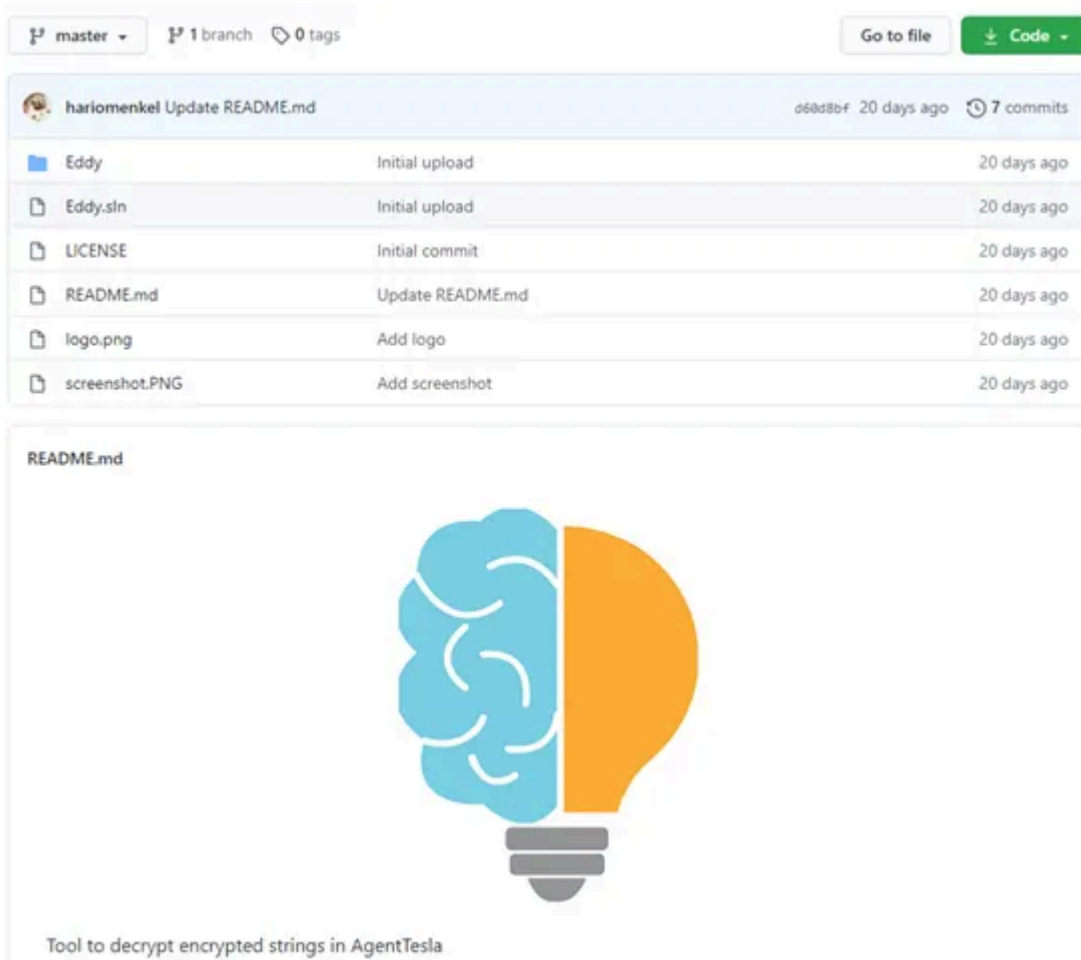 master 1 branch 0 tags Go to file Code
hariomenkel Update README.md d60d8bf 20 days ago 7 commits
Eddy Initial upload 20 days ago
Eddy.sln Initial upload 20 days ago
LICENSE Initial commit 20 days ago
README.md Update README.md 20 days ago
logo.png Add logo 20 days ago
screenshot.PNG Add screenshot 20 days ago
README.md
Tool to decrypt encrypted strings in AgentTesla